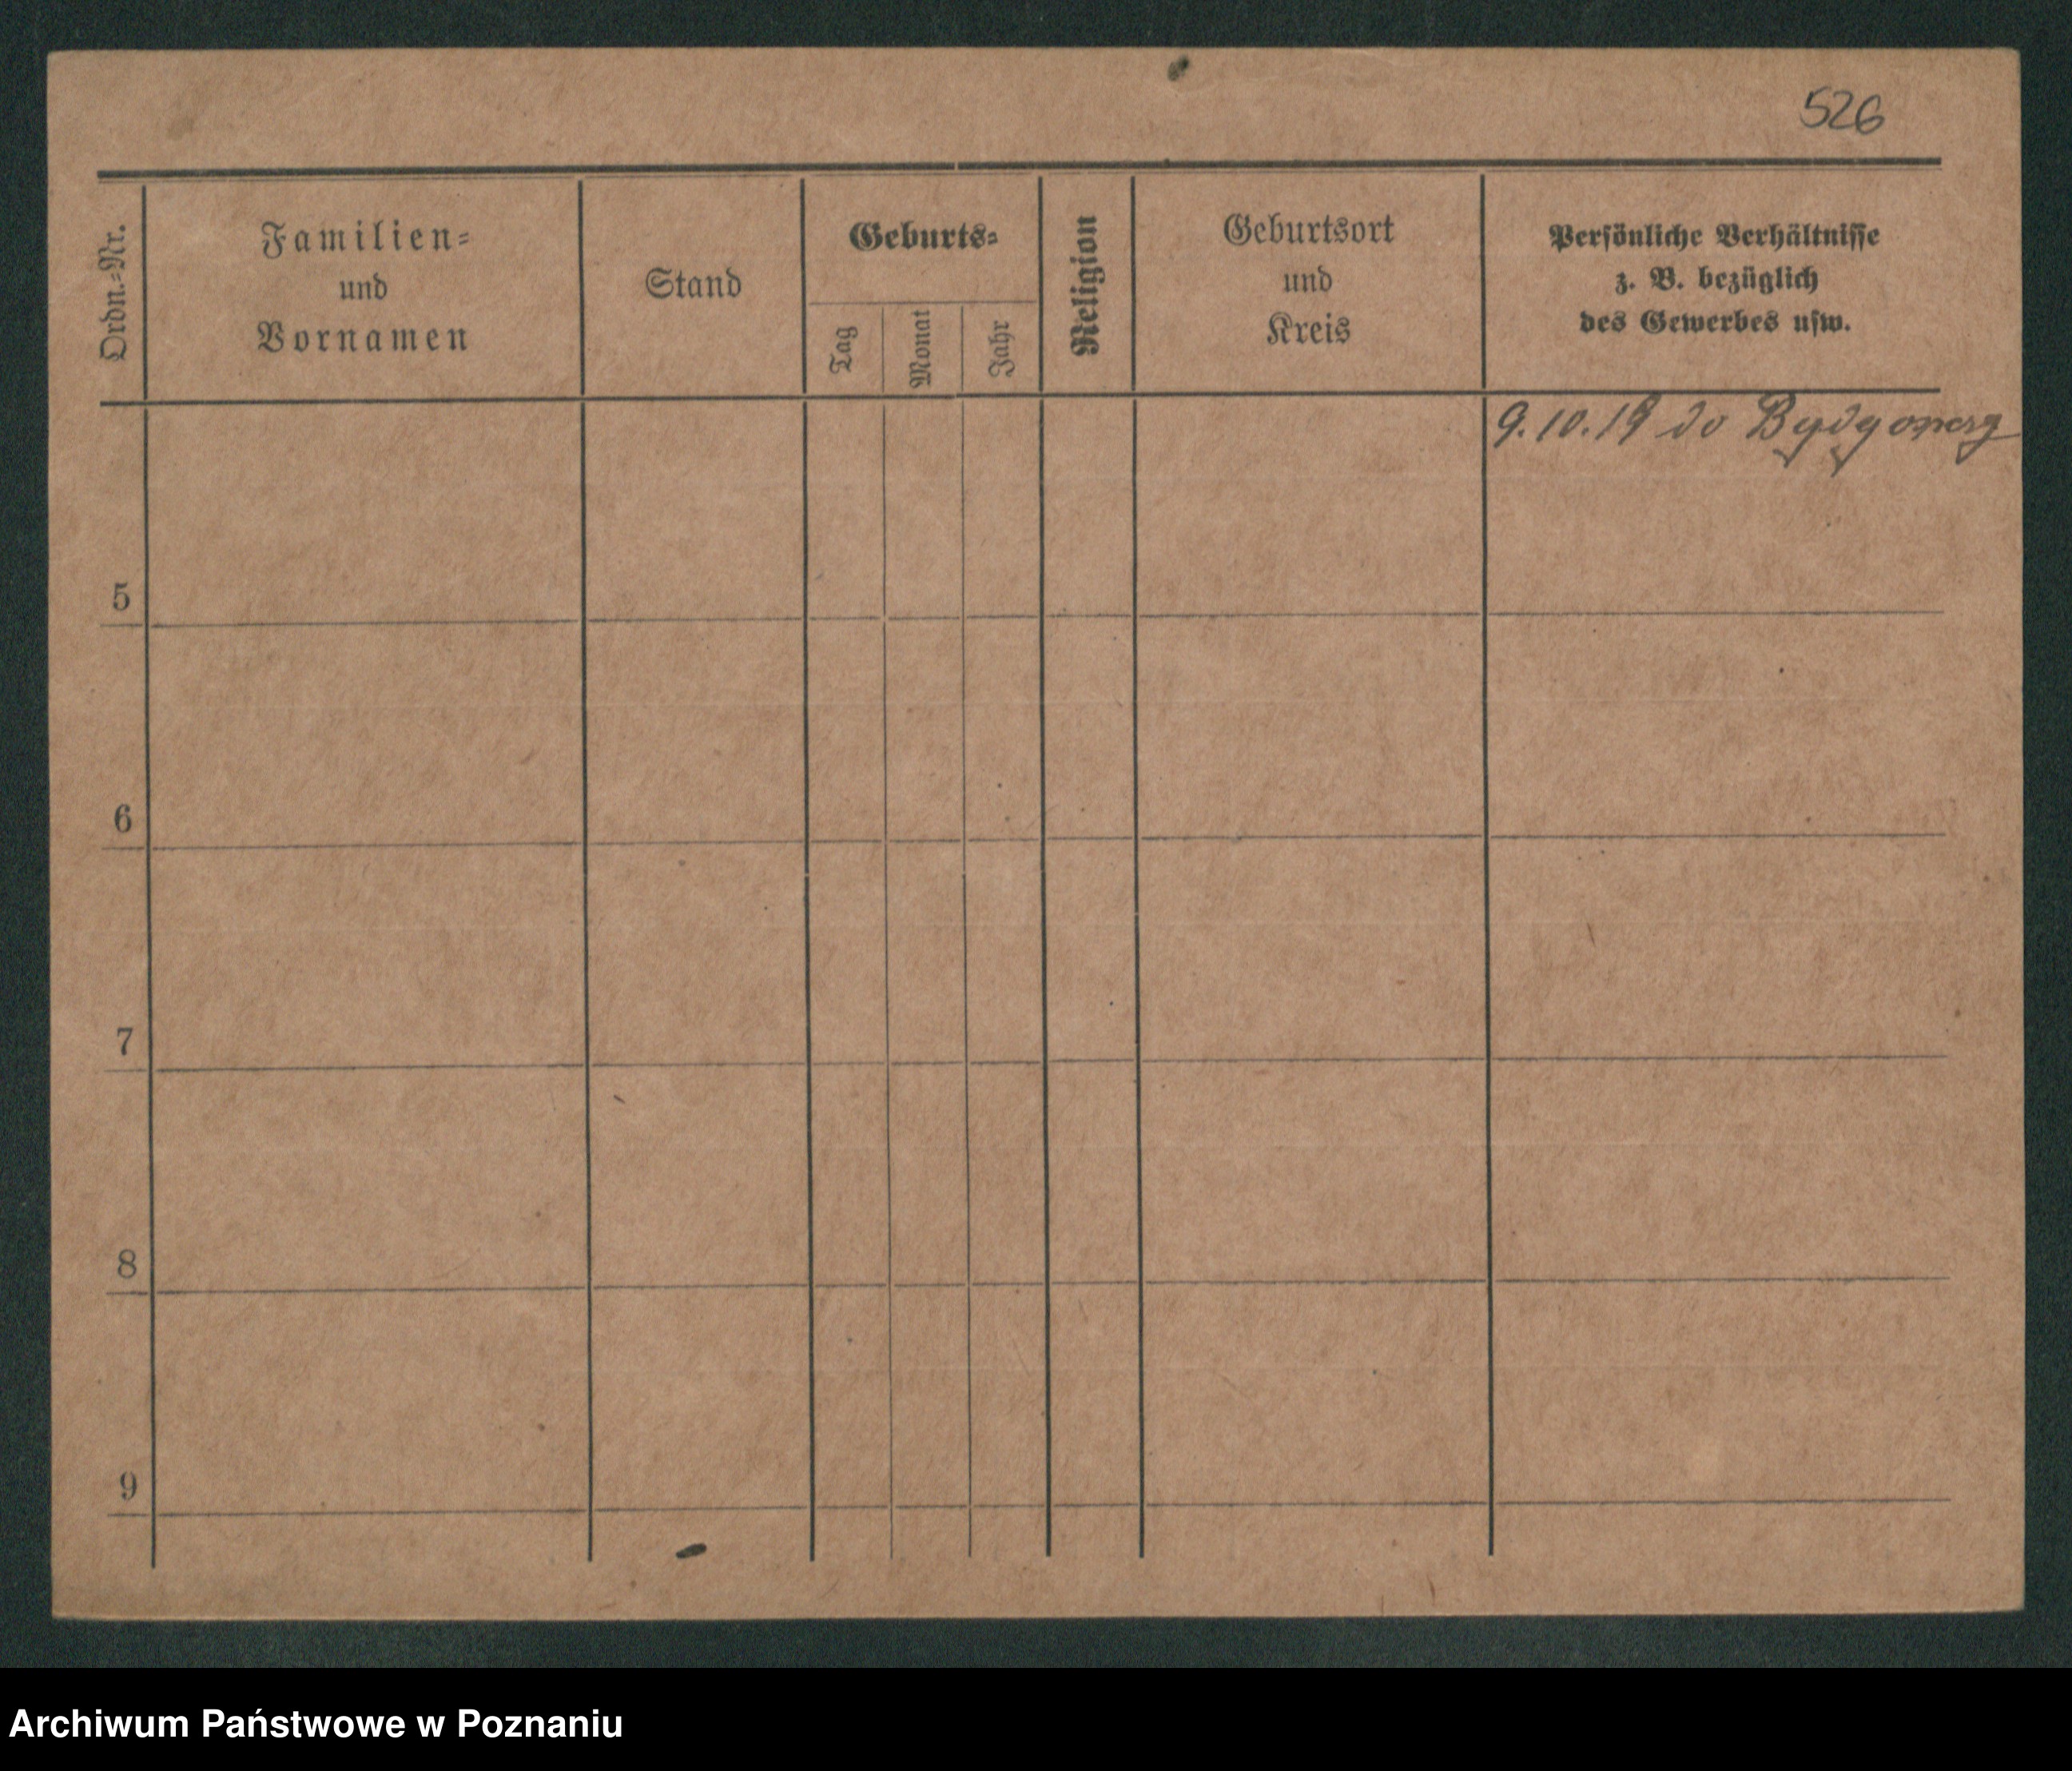 526
Ordn.-Nr.
Familien-
und
Vornamen
Stand
Geburts-
Tag
Monat
Jahr
Religion
Geburtsort
und
Kreis
Persönliche Verhältnisse
z. B. bezüglich
des Gewerbes usw.
9.10.19 do
5
6
7
8
9
Archiwum Państwowe w Poznaniu